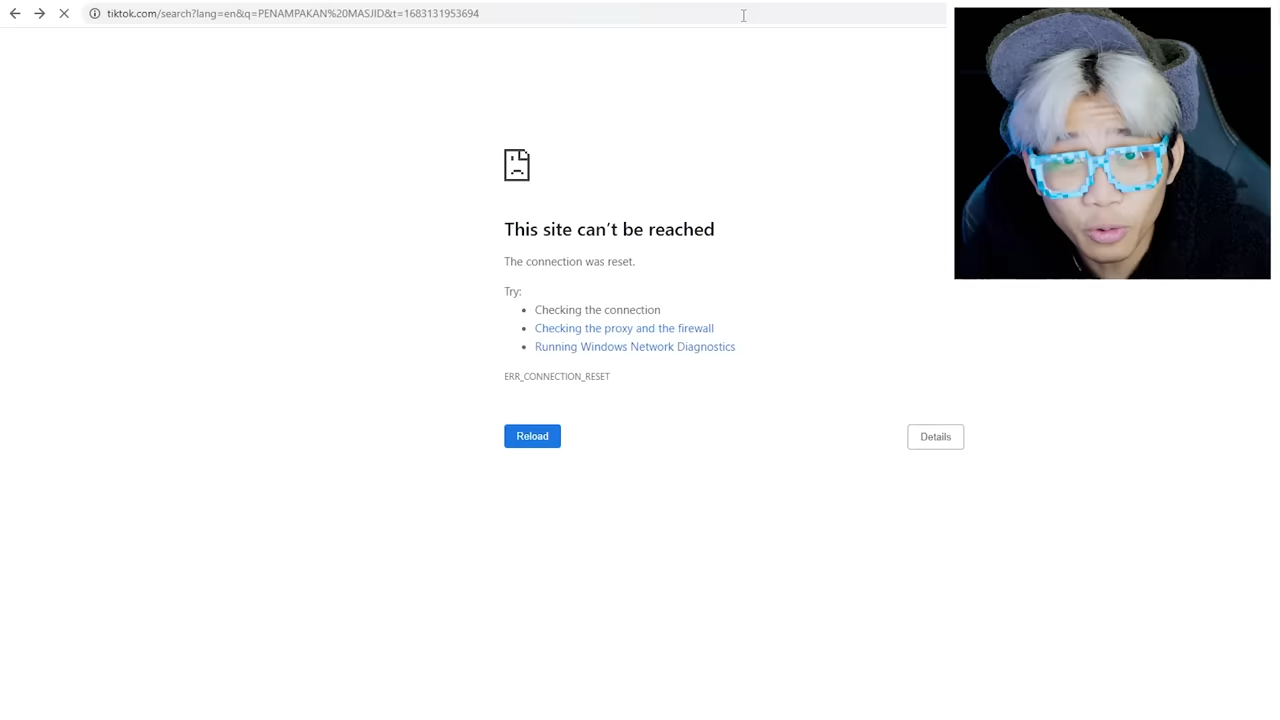 tiktok.com/search?lang=en&q=PENAMPAKAN%20MASJID&t=1683131953694
This site can’t be reached
The connection was reset.
Try:
Checking the connection
Checking the proxy and the firewall
Running Windows Network Diagnostics
ERR_CONNECTION_RESET
Reload
Details